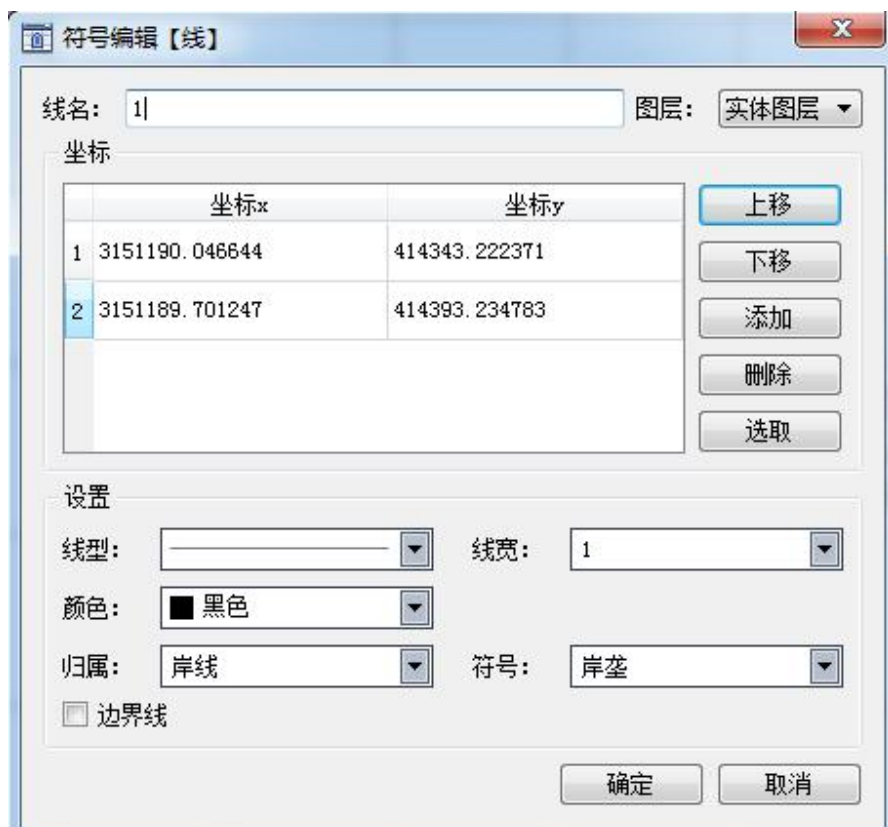 符号编辑【线】
线名： 1 图层： 实体图层
坐标
坐标x 坐标y 上移
1 3151190.046644 414343.222371 下移
2 3151189.701247 414393.234783 添加
删除
选取
设置
线型： 线宽： 1
颜色： 黑色
归属： 岸线 符号： 岸垄
边界线
确定 取消